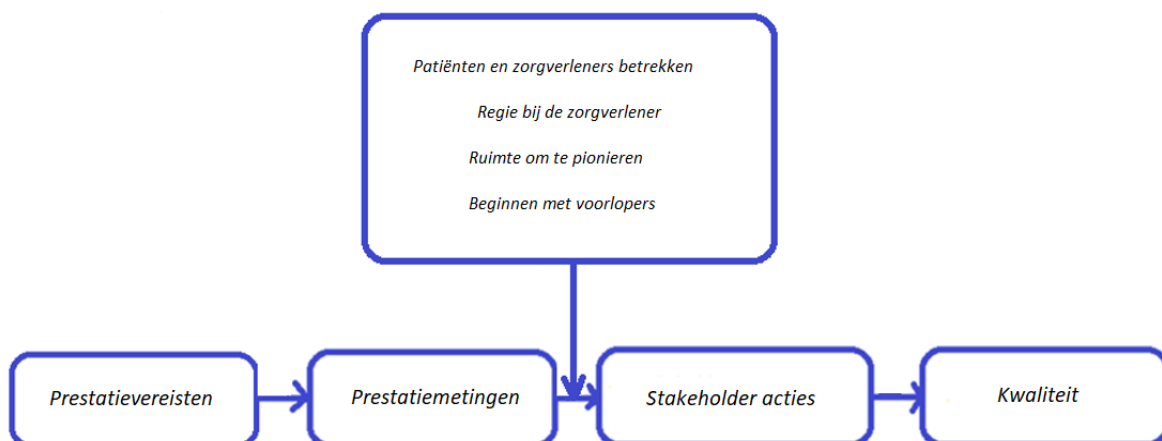 Patiënten en zorgverleners betrekken
Regie bij de zorgverlener
Ruimte om te pionieren
Beginnen met voorlopers
Prestatievereisten
Prestatiemetingen
Stakeholder acties
Kwaliteit